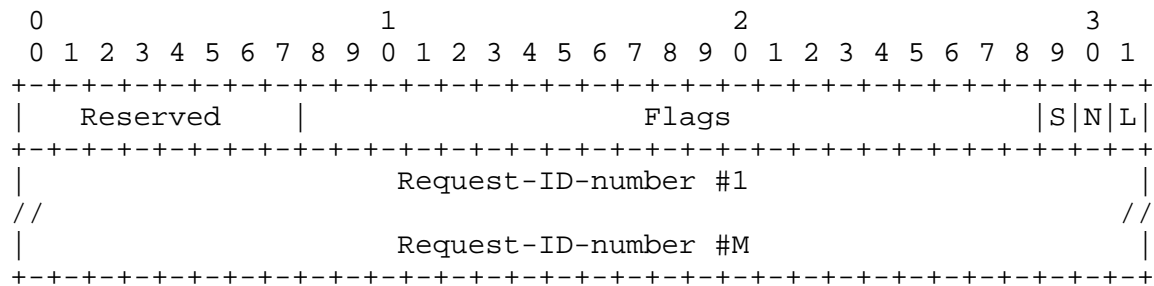 0                   1                   2                   3
 0 1 2 3 4 5 6 7 8 9 0 1 2 3 4 5 6 7 8 9 0 1 2 3 4 5 6 7 8 9 0 1
+-+-+-+-+-+-+-+-+-+-+-+-+-+-+-+-+-+-+-+-+-+-+-+-+-+-+-+-+-+-+-+-+
|   Reserved    |                   Flags                 |S|N|L|
+-+-+-+-+-+-+-+-+-+-+-+-+-+-+-+-+-+-+-+-+-+-+-+-+-+-+-+-+-+-+-+-+
|                     Request-ID-number #1                      |
//                                                             //
|                     Request-ID-number #M                      |
+-+-+-+-+-+-+-+-+-+-+-+-+-+-+-+-+-+-+-+-+-+-+-+-+-+-+-+-+-+-+-+-+